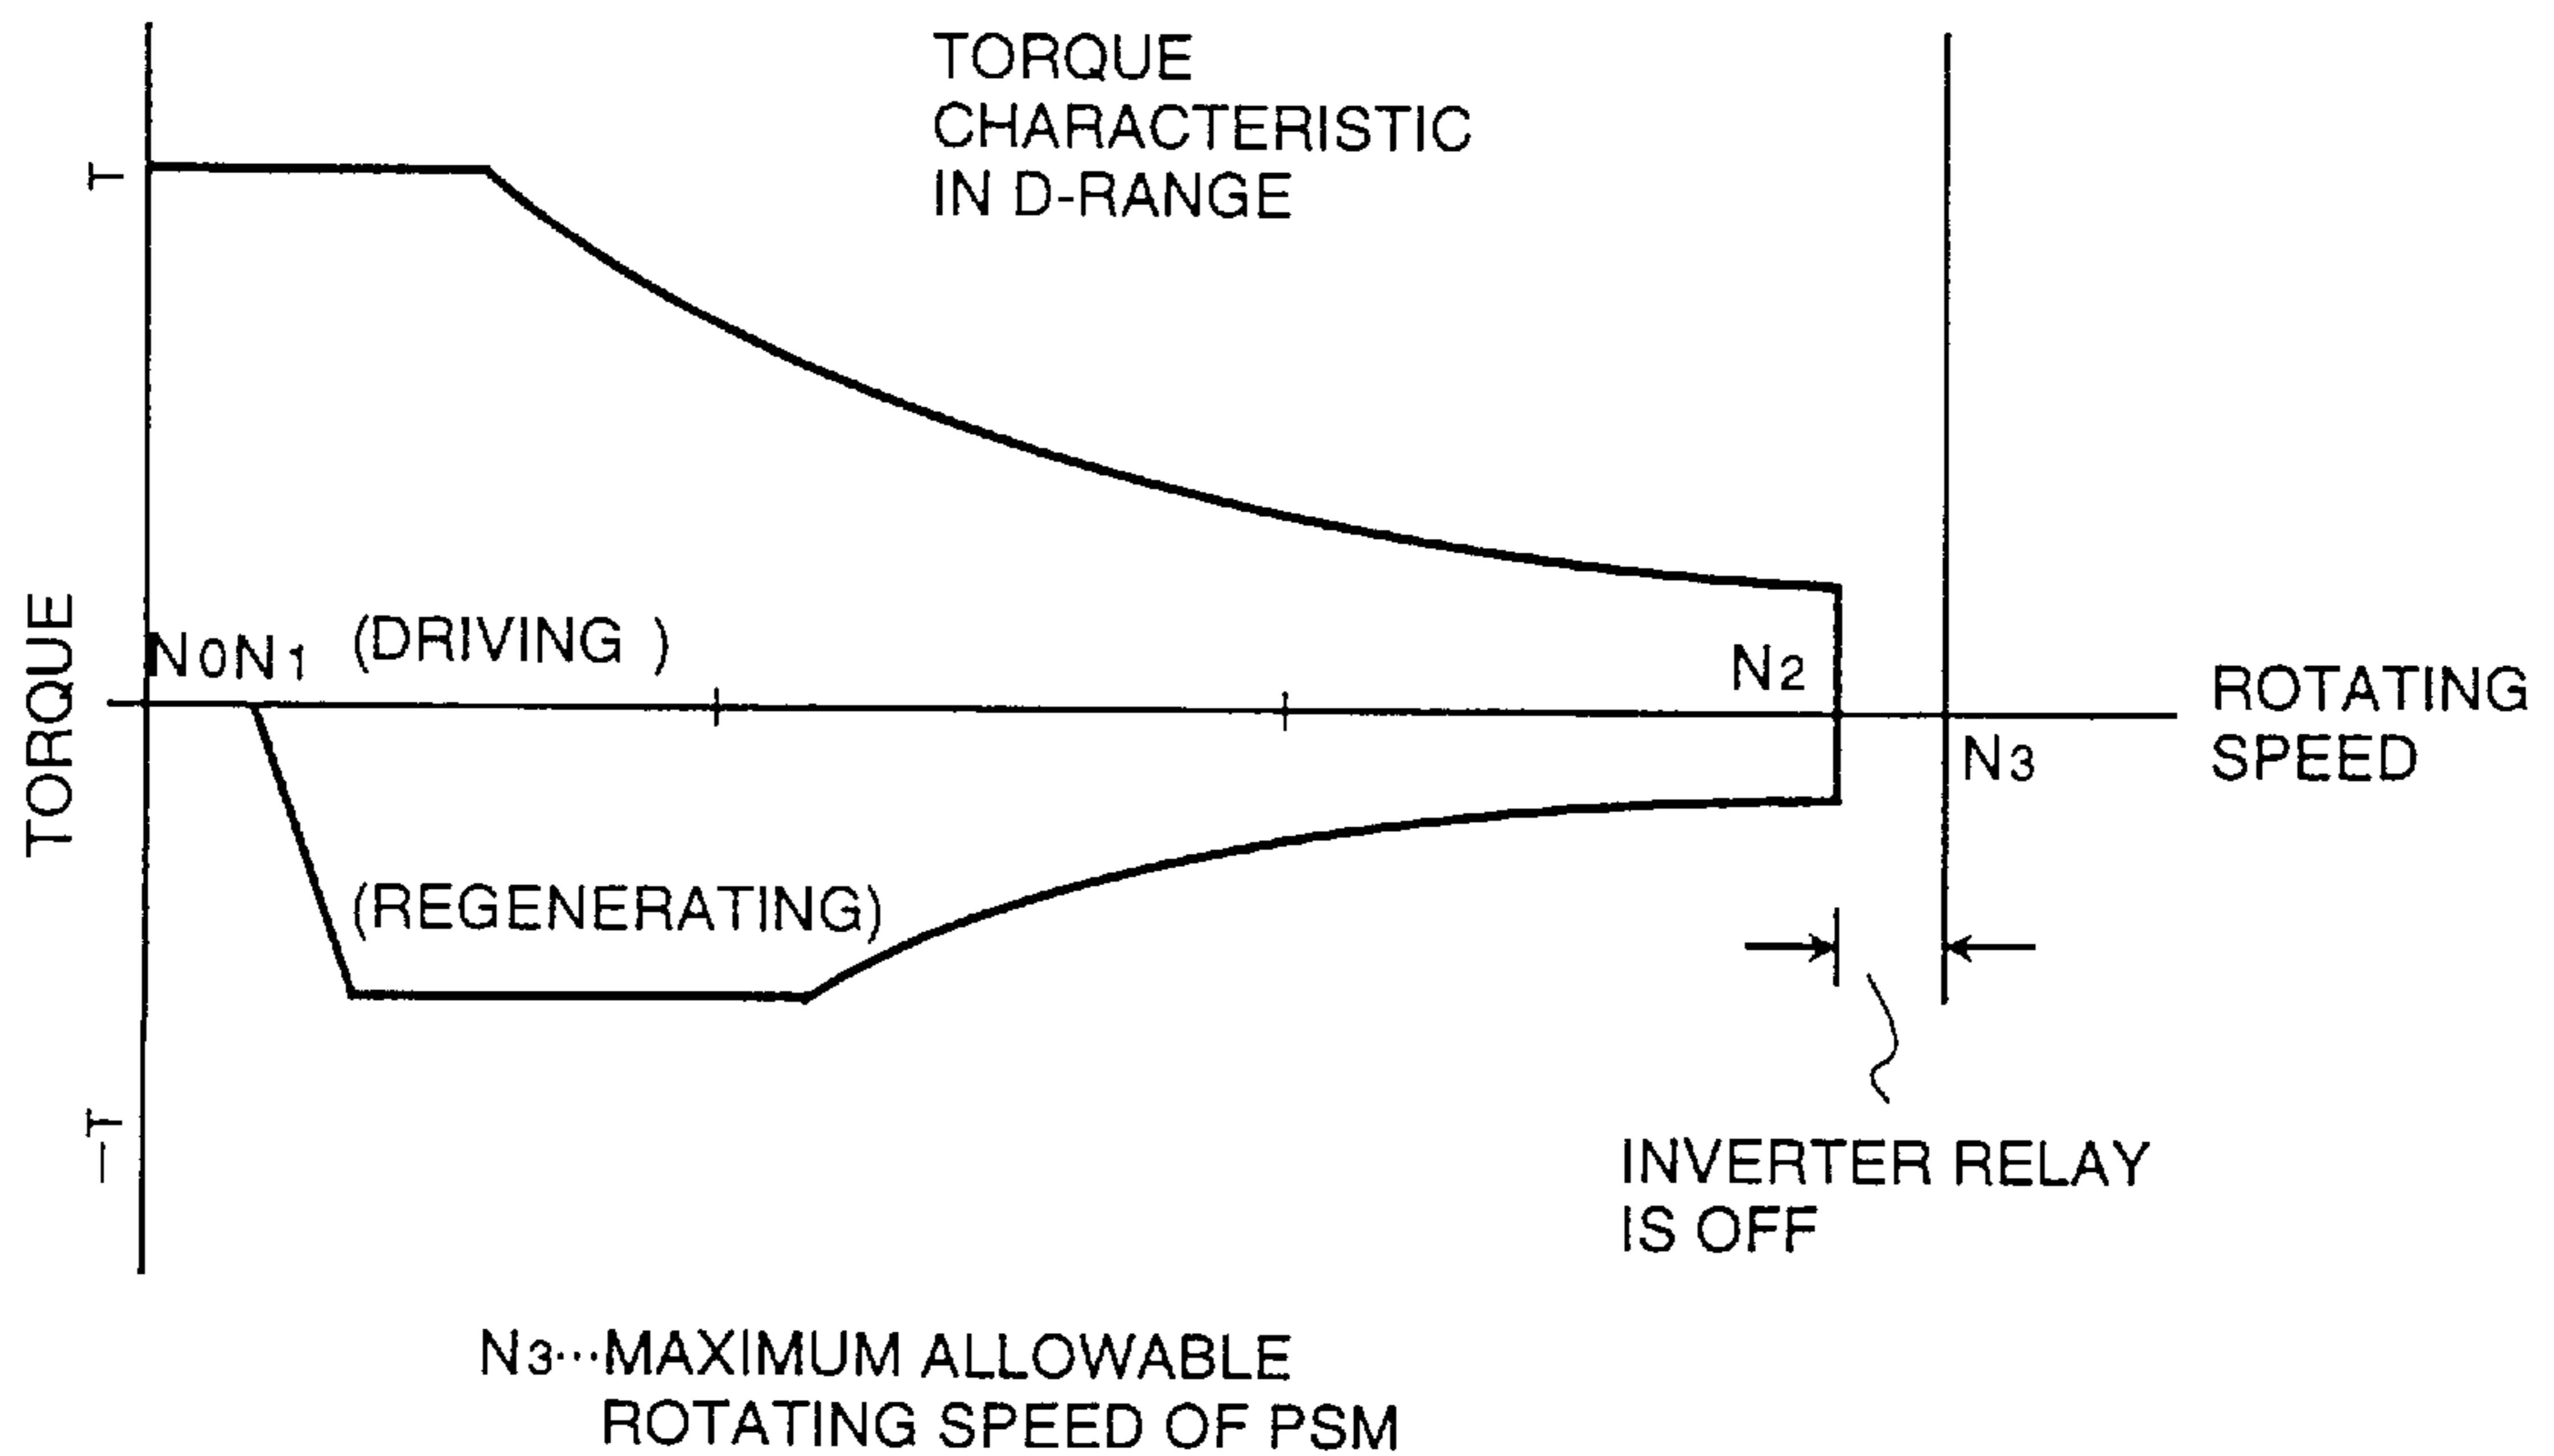 TORQUE
CHARACTERISTIC
IN D-RANGE
T
TORQUE
N0N1 (DRIVING )
N2
ROTATING
SPEED
N3
(REGENERATING)
−T
INVERTER RELAY
IS OFF
N3···MAXIMUM ALLOWABLE
ROTATING SPEED OF PSM